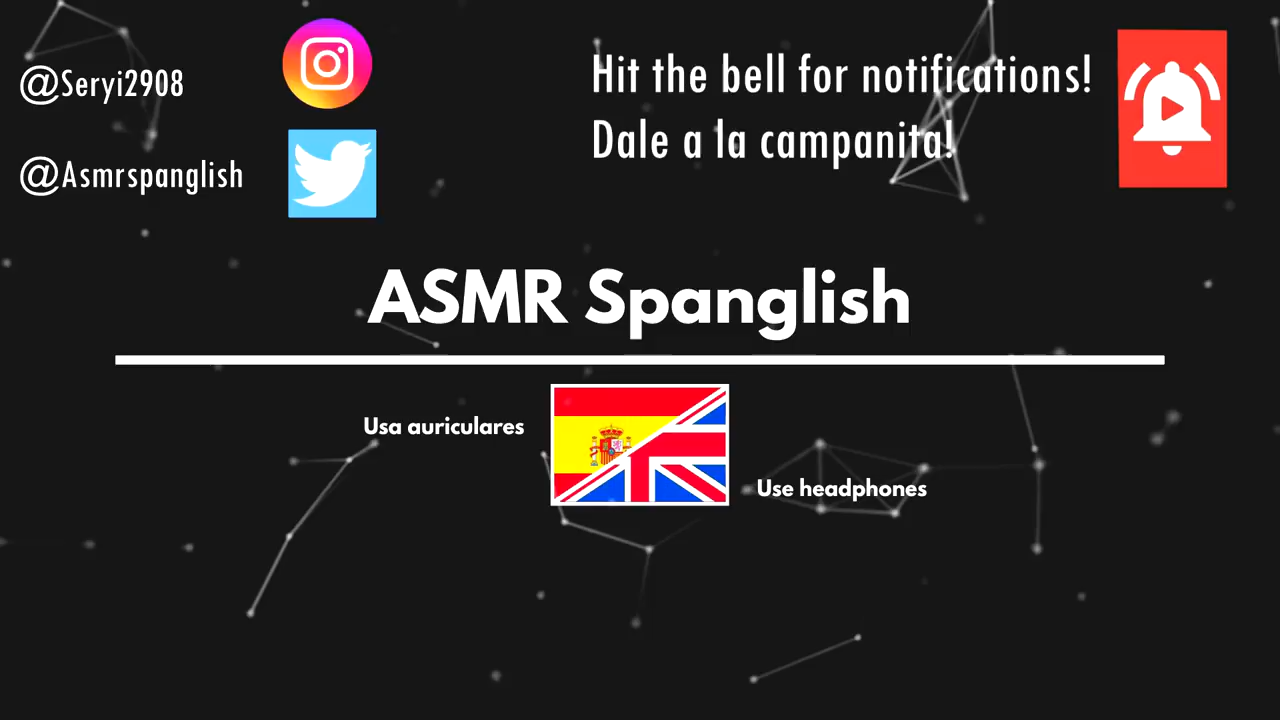 @Seryi2908
@Asmrspanglish
Hit the bell for notifications!
Dale a la campanita!
ASMR Spanglish
Usa auriculares
Use headphones